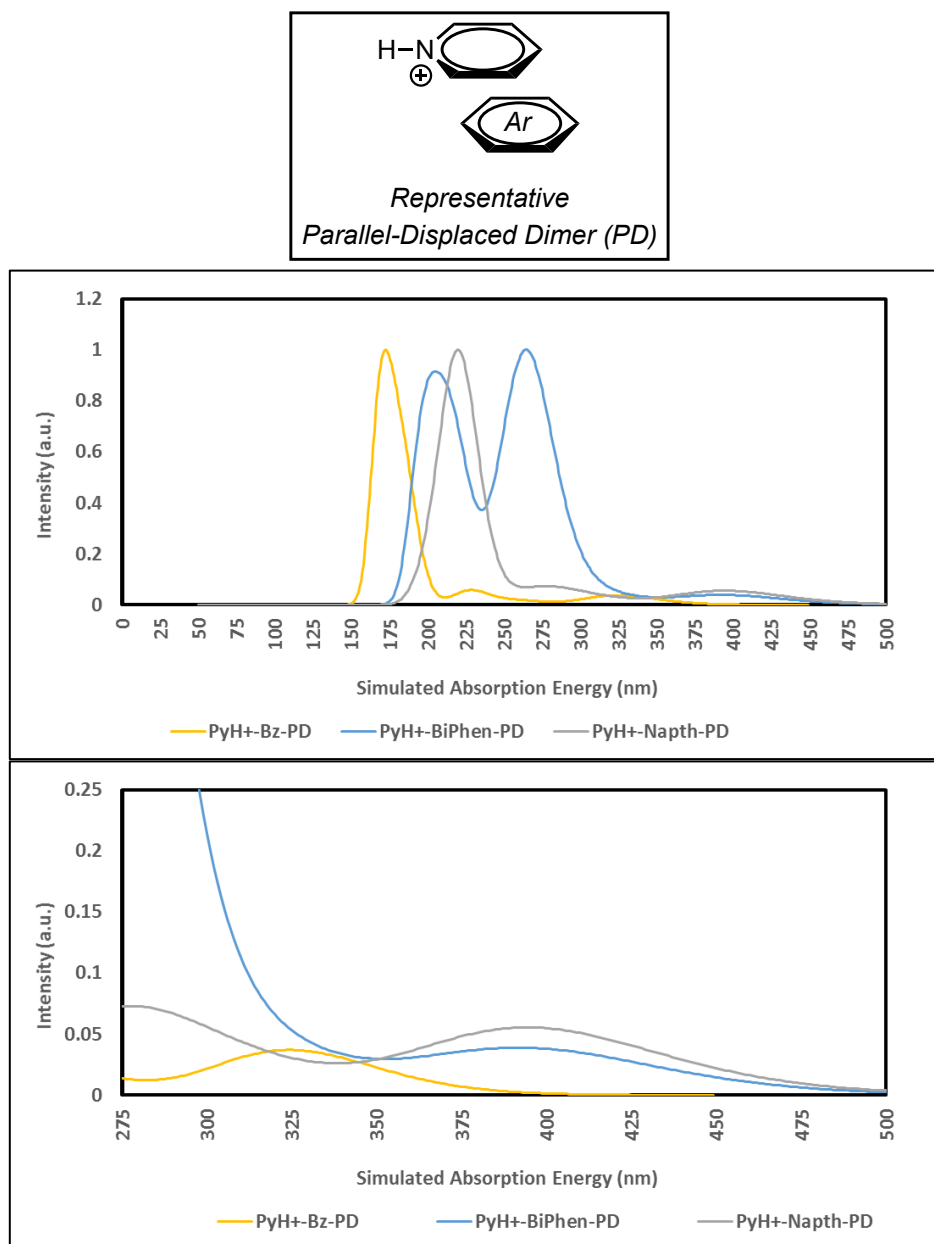 H-N
⊕
Ar
Representative
Parallel-Displaced Dimer (PD)
1.2
1
0.8
0.6
0.4
0.2
0
Intensity (a.u.)
0 25 50 75 100 125 150 175 200 225 250 275 300 325 350 375 400 425 450 475 500
Simulated Absorption Energy (nm)
PyH+-Bz-PD PyH+-BiPhen-PD PyH+-Napth-PD
0.25
0.2
0.15
0.1
0.05
0
Intensity (a.u.)
275 300 325 350 375 400 425 450 475 500
Simulated Absorption Energy (nm)
PyH+-Bz-PD PyH+-BiPhen-PD PyH+-Napth-PD